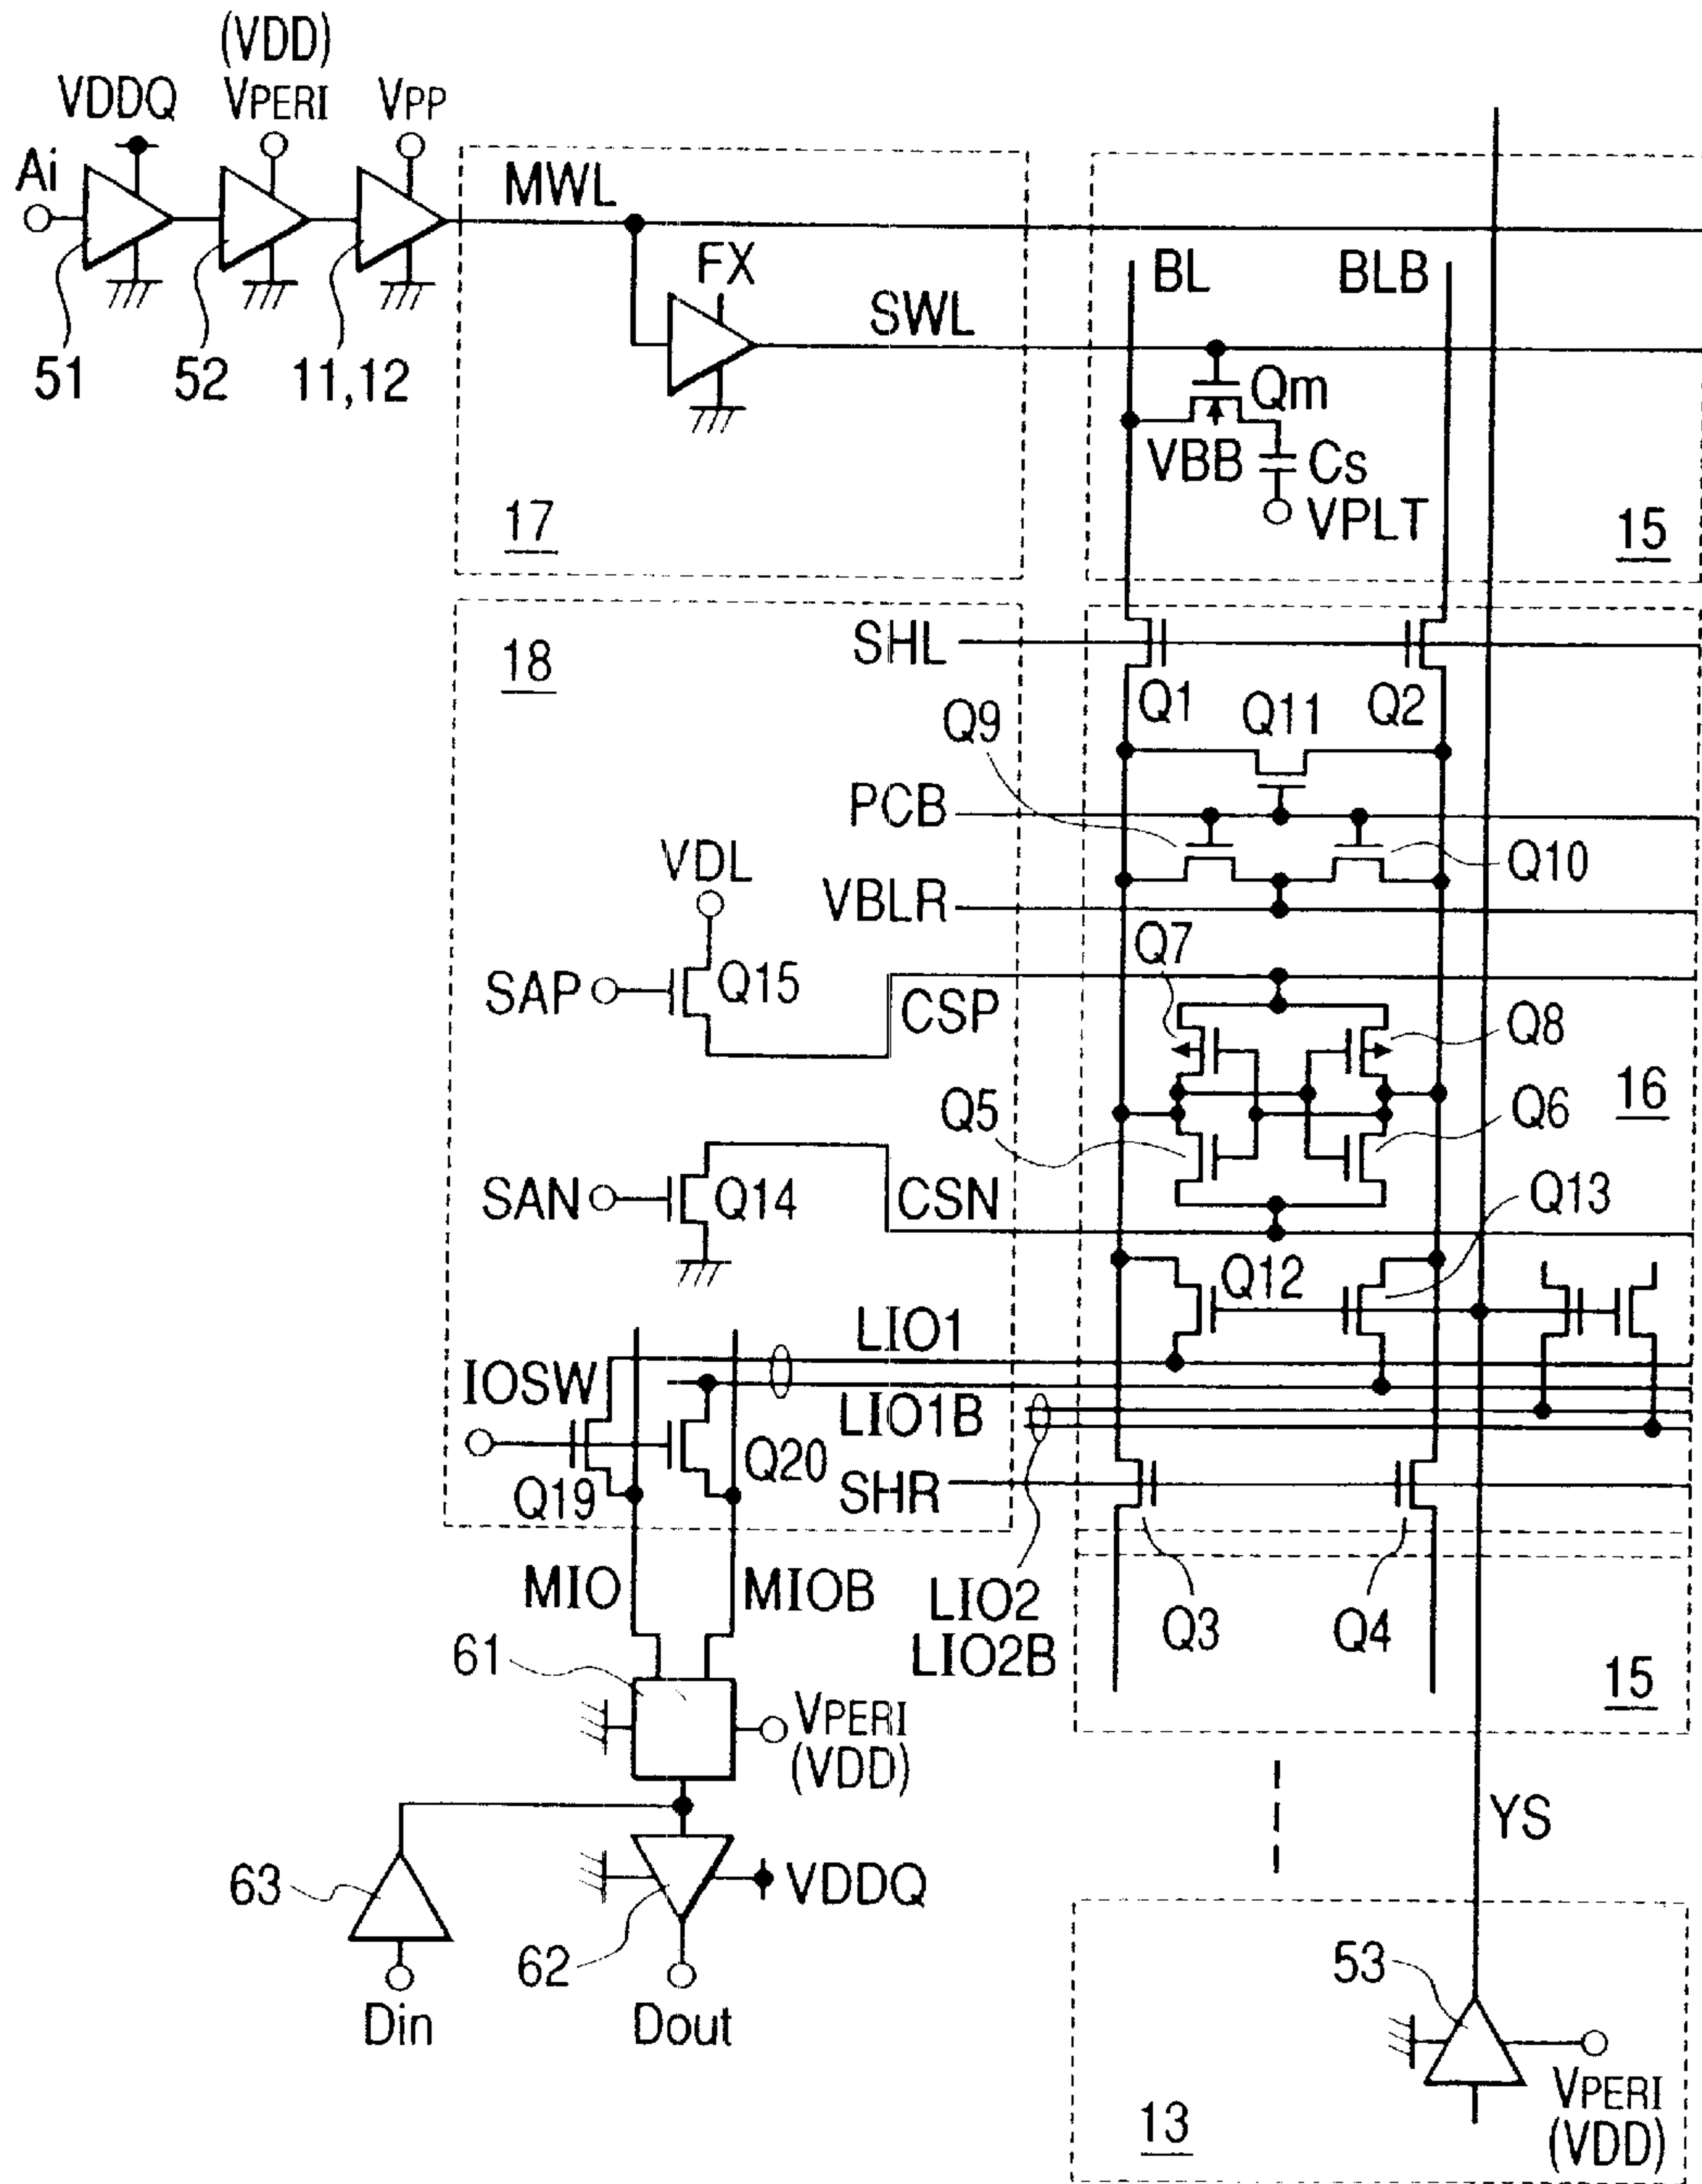 (VDD)
VDDQ VPERI VPP
Ai
MWL
FX
BL BLB
SWL
51 52 11,12
Qm
VBB Cs
VPLT
17
15
SHL
18
Q1 Q11 Q2
Q9
PCB
VDL
Q10
VBLR
Q7
SAP Q15
CSP
Q8
16
Q5 Q6
SAN Q14 CSN
Q13
Q12
LIO1
IOSW
LIO1B
Q20
Q19
SHR
MIO MIOB
LIO2
LIO2B
Q3 Q4
61
15
VPERI
(VDD)
YS
63
VDDQ
62
53
Din Dout
VPERI
(VDD)
13